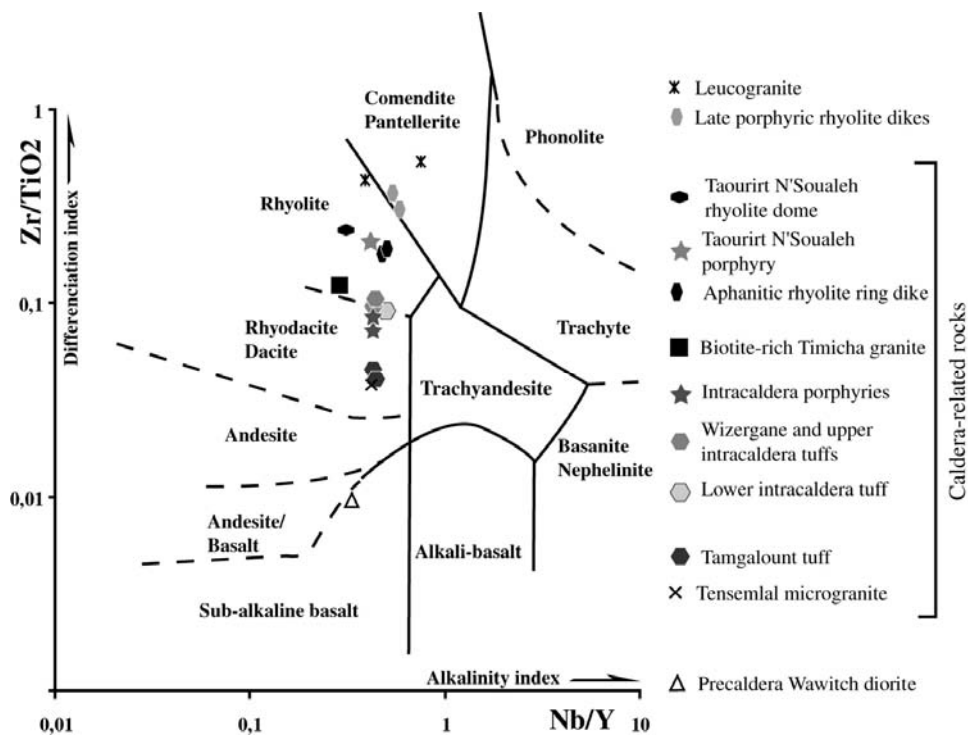 Zr/TiO2
Differenciation index
1
0,1
0,01
Comendite
Pantellerite
Phonolite
Rhyolite
Rhyodacite
Dacite
Trachyte
Trachyandesite
Andesite
Basanite
Nephelinite
Andesite/
Basalt
Alkali-basalt
Sub-alkaline basalt
Alkalinity index
0,01
0,1
1
Nb/Y
10
Leucogranite
Late porphyric rhyolite dikes
Taourirt N'Soualeh
rhyolite dome
Taourirt N'Soualeh
porphyry
Aphanitic rhyolite ring dike
Biotite-rich Timicha granite
Intracaldera porphyries
Wizergane and upper
intracaldera tuffs
Lower intracaldera tuff
Tamgalount tuff
Tensemlal microgranite
Caldera-related rocks
Precaldera Wawitch diorite